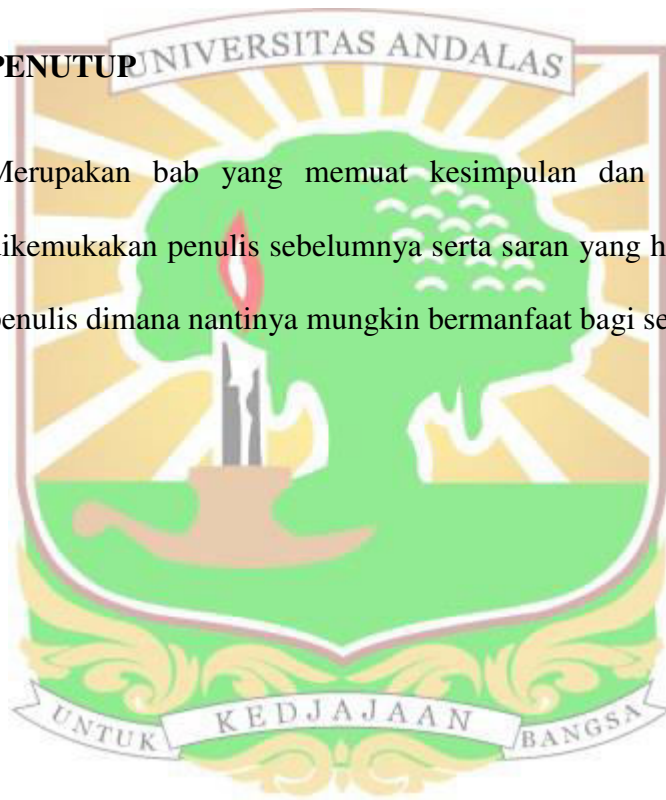 PENUTUP
UNIVERSITAS ANDALAS
Merupakan bab yang memuat kesimpulan dan
dikemukakan penulis sebelumnya serta saran yang h
penulis dimana nantinya mungkin bermanfaat bagi se
UNTUK KEDJAJAAN BANGSA